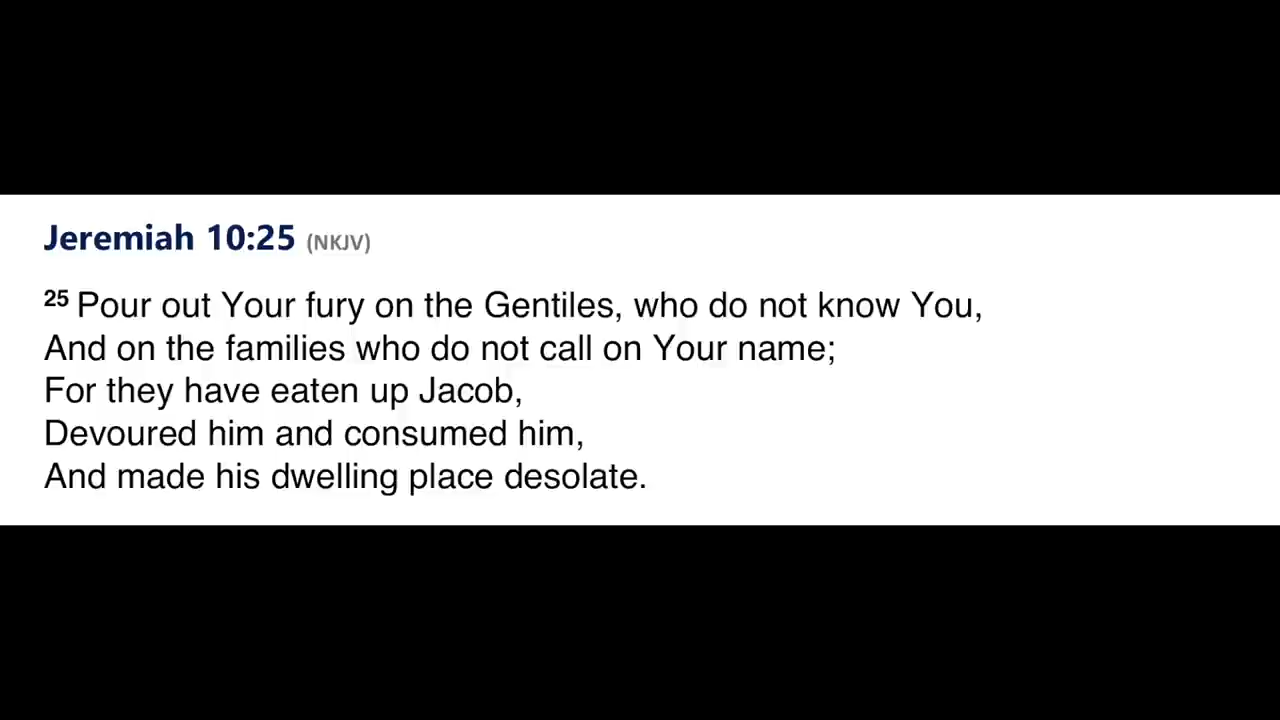 Jeremiah 10:25 (NKJV)
25 Pour out Your fury on the Gentiles, who do not know You,
And on the families who do not call on Your name;
For they have eaten up Jacob,
Devoured him and consumed him,
And made his dwelling place desolate.